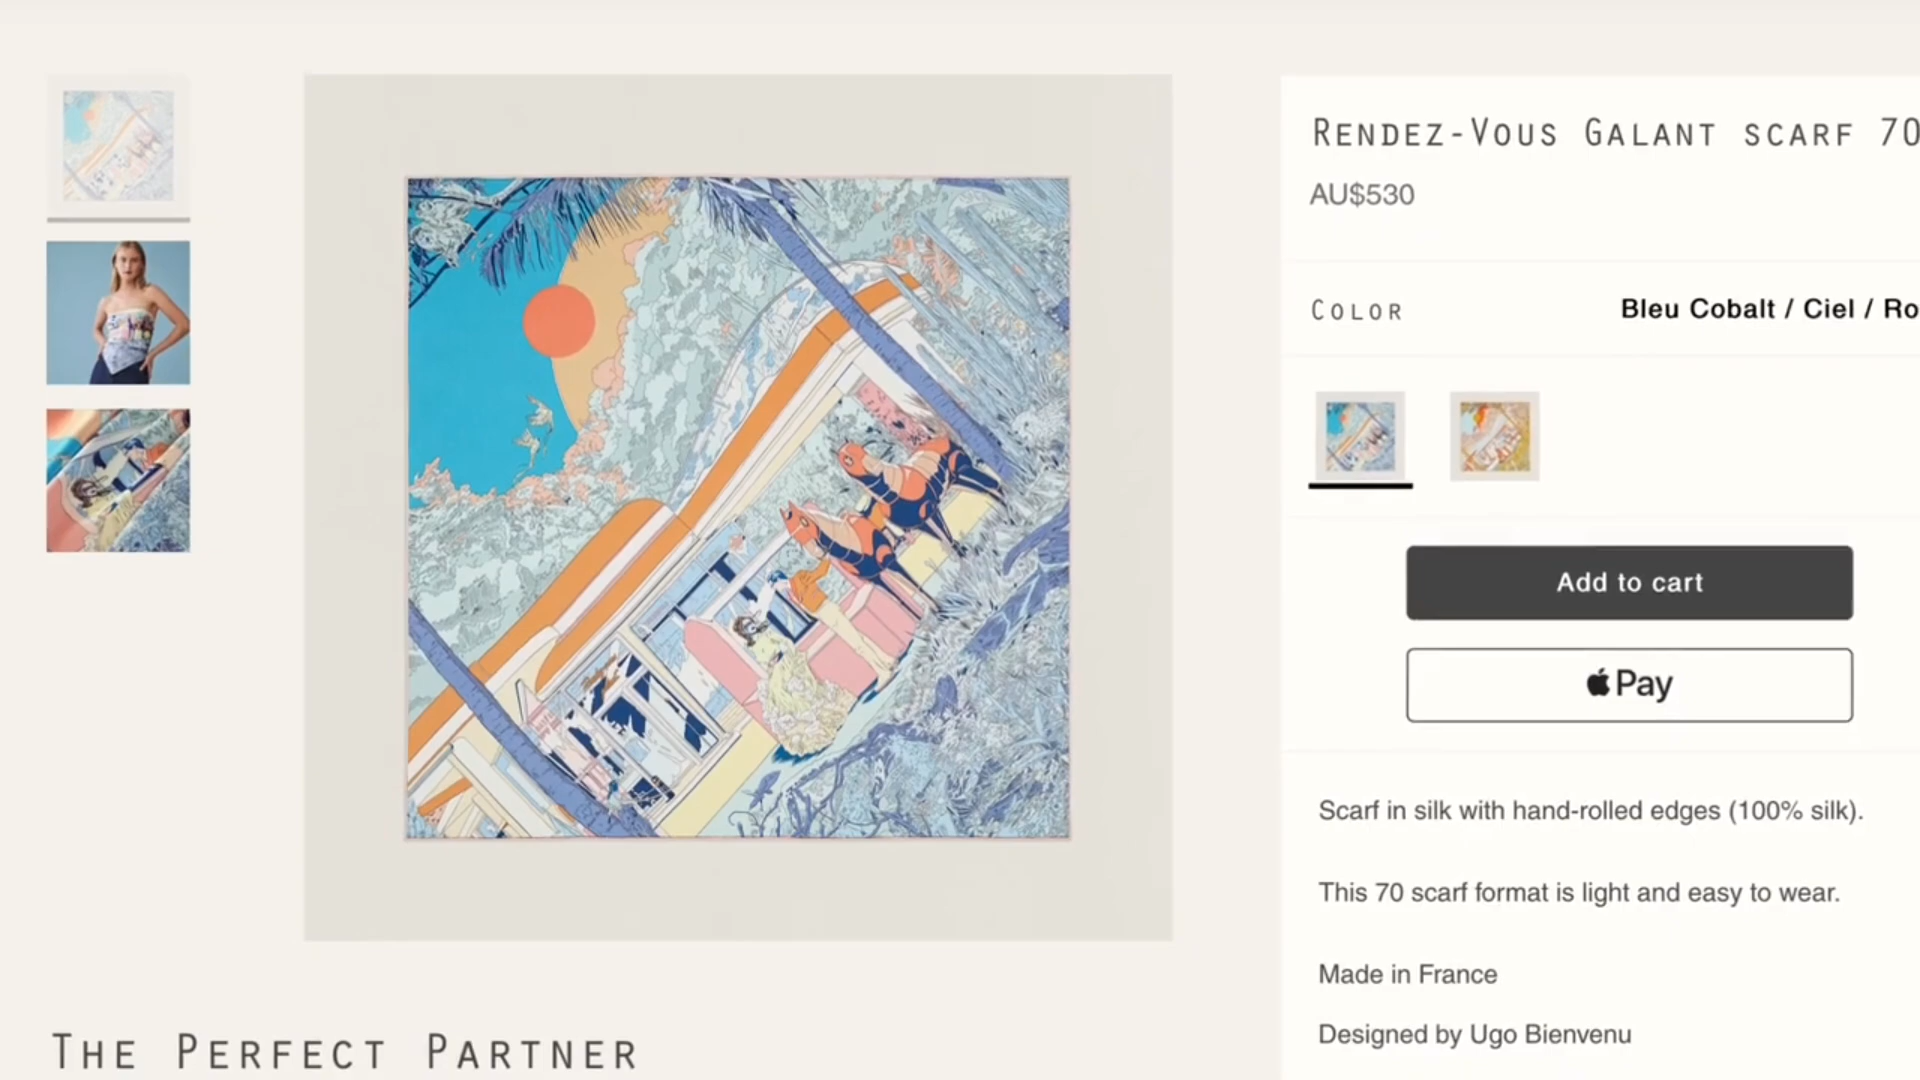 Rendez-Vous Galant scarf 70
AU$530
Color
Bleu Cobalt / Ciel / Ro
Add to cart
Pay
Scarf in silk with hand-rolled edges (100% silk).
This 70 scarf format is light and easy to wear.
Made in France
Designed by Ugo Bienvenu
The Perfect Partner